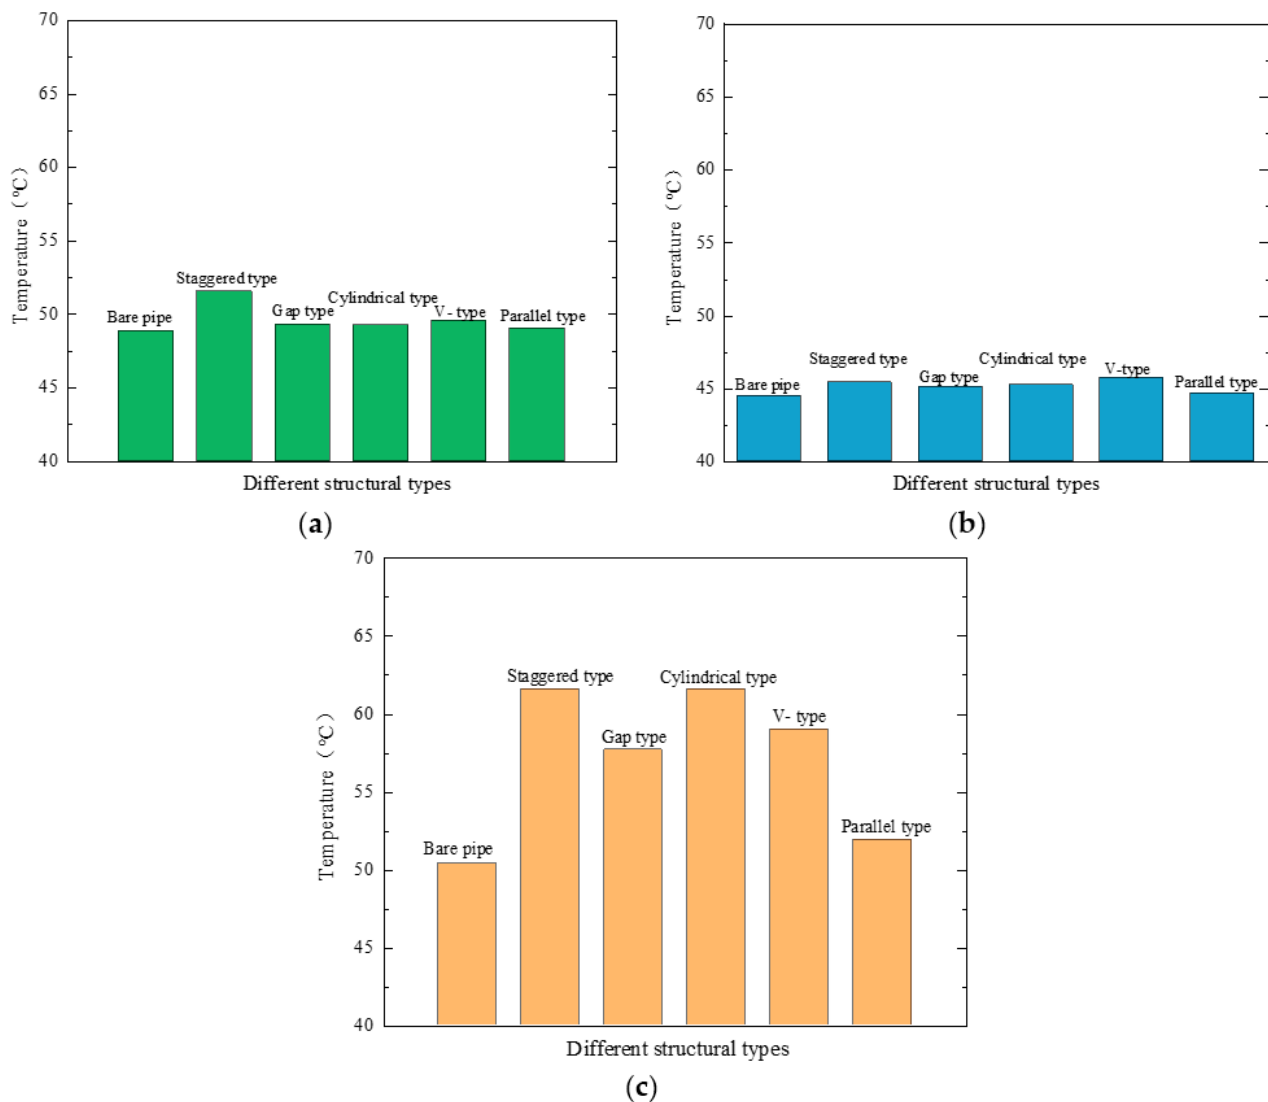 70
65
60
55
50
45
40
Temperature（℃）
Bare pipe
Staggered type
Gap type
Cylindrical type
V- type
Parallel type
Different structural types
(a)
70
65
60
55
50
45
40
Temperature（℃）
Bare pipe
Staggered type
Gap type
Cylindrical type
V-type
Parallel type
Different structural types
(b)
70
65
60
55
50
45
40
Temperature（℃）
Bare pipe
Staggered type
Gap type
Cylindrical type
V- type
Parallel type
Different structural types
(c)